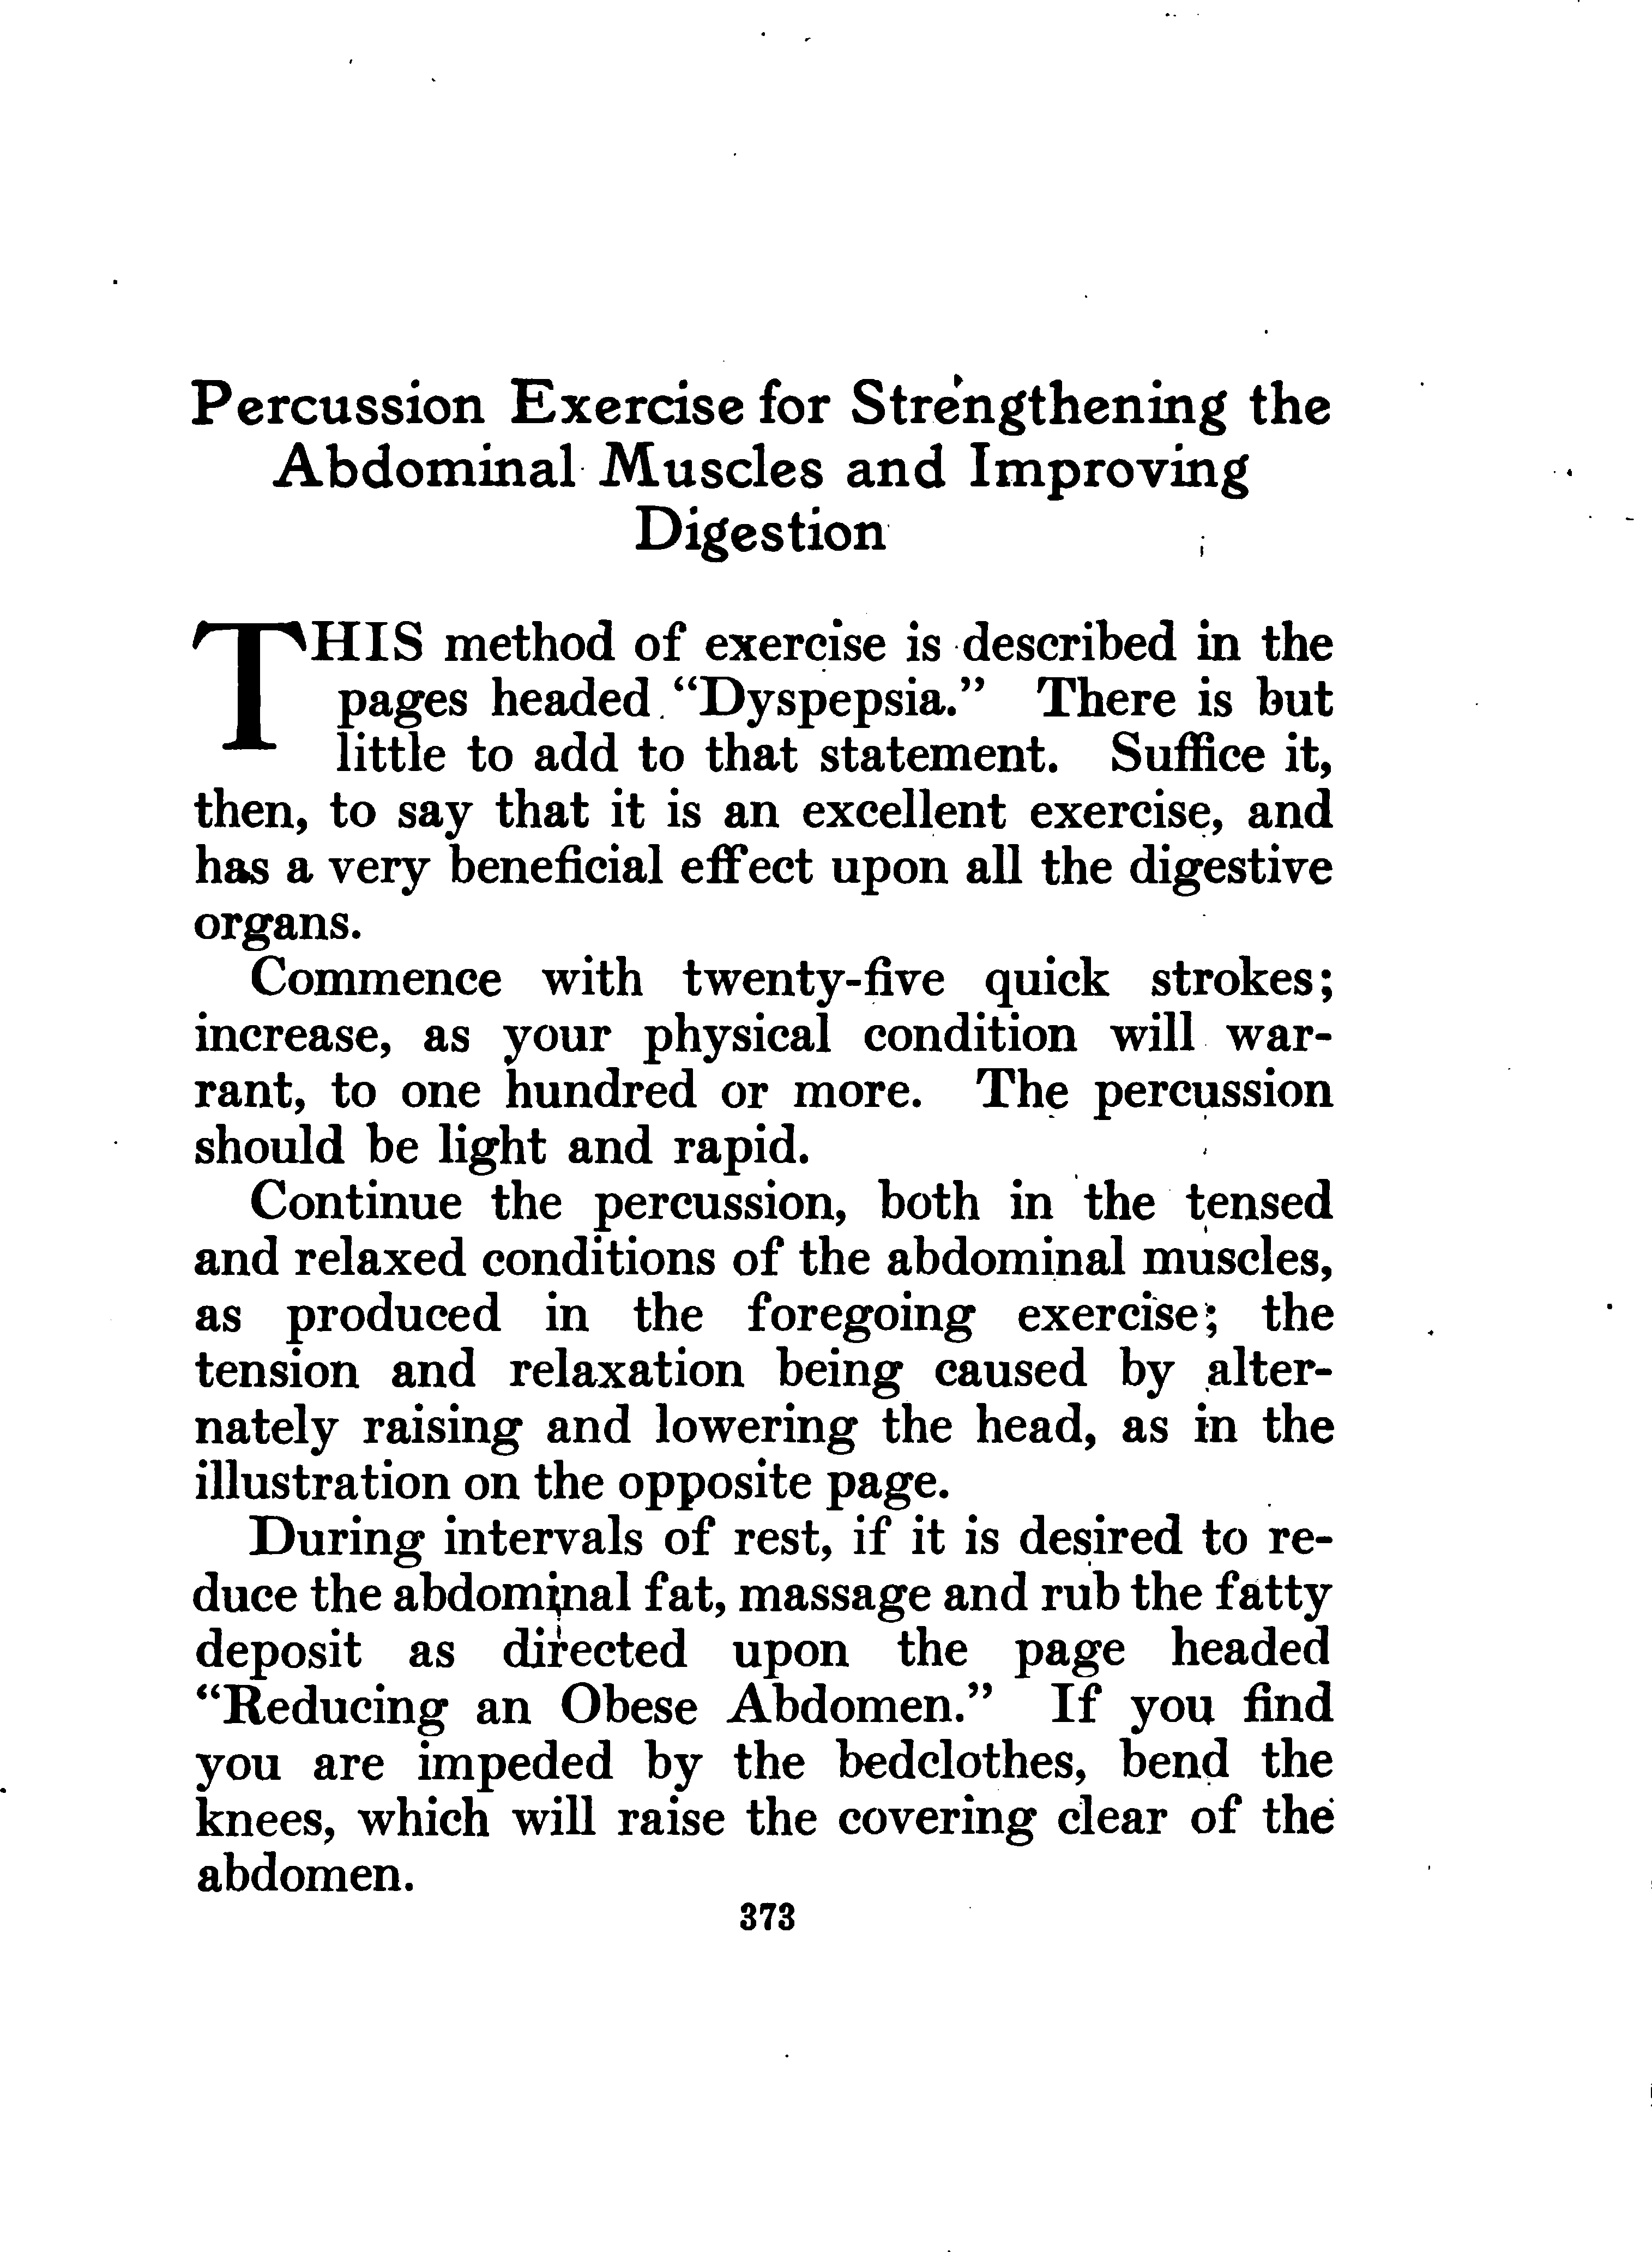 Percussion Exercise for Strengthening the
Abdominal Muscles and Improving
Digestion
THIS method of exercise is described in the
pages headed "Dyspepsia." There is but
little to add to that statement. Suffice it,
then, to say that it is an excellent exercise, and
has a very beneficial effect upon all the digestive
organs.
Commence with twenty-five quick strokes;
increase, as your physical condition will war-
rant, to one hundred or more. The percussion
should be light and rapid.
Continue the percussion, both in the tensed
and relaxed conditions of the abdominal muscles,
as produced in the foregoing exercise; the
tension and relaxation being caused by alter-
nately raising and lowering the head, as in the
illustration on the opposite page.
During intervals of rest, if it is desired to re-
duce the abdominal fat, massage and rub the fatty
deposit as directed upon the page headed
"Reducing an Obese Abdomen." If you find
you are impeded by the bedclothes, bend the
knees, which will raise the covering clear of the
abdomen.
373